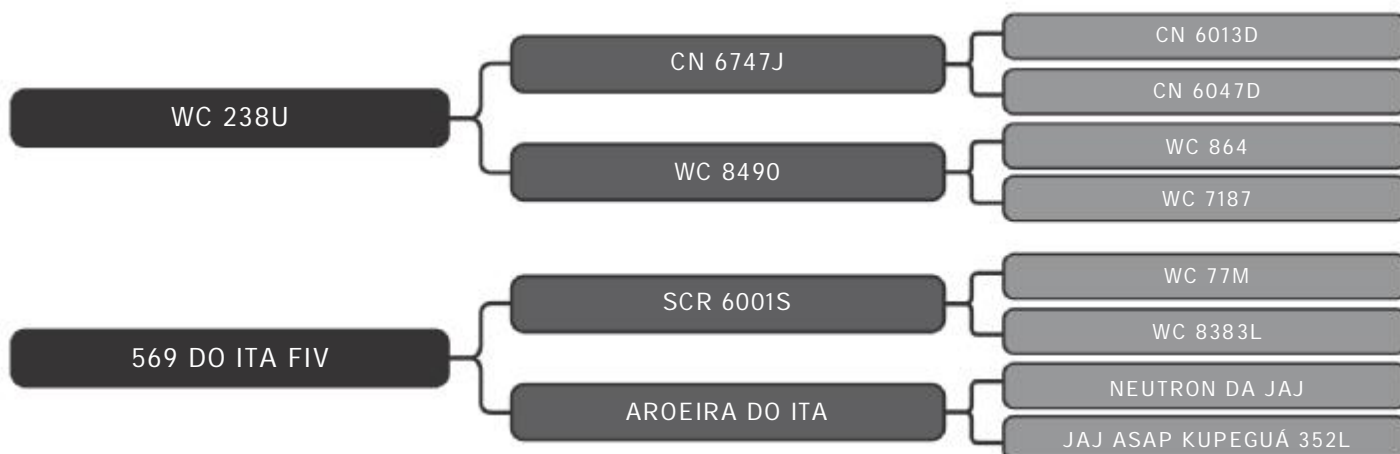 WC 238U
CN 6747J
WC 8490
CN 6013D
CN 6047D
WC 864
WC 7187
569 DO ITA FIV
SCR 6001S
AROEIRA DO ITA
WC 77M
WC 8383L
NEUTRON DA JAJ
JAJ ASAP KUPEGUÁ 352L